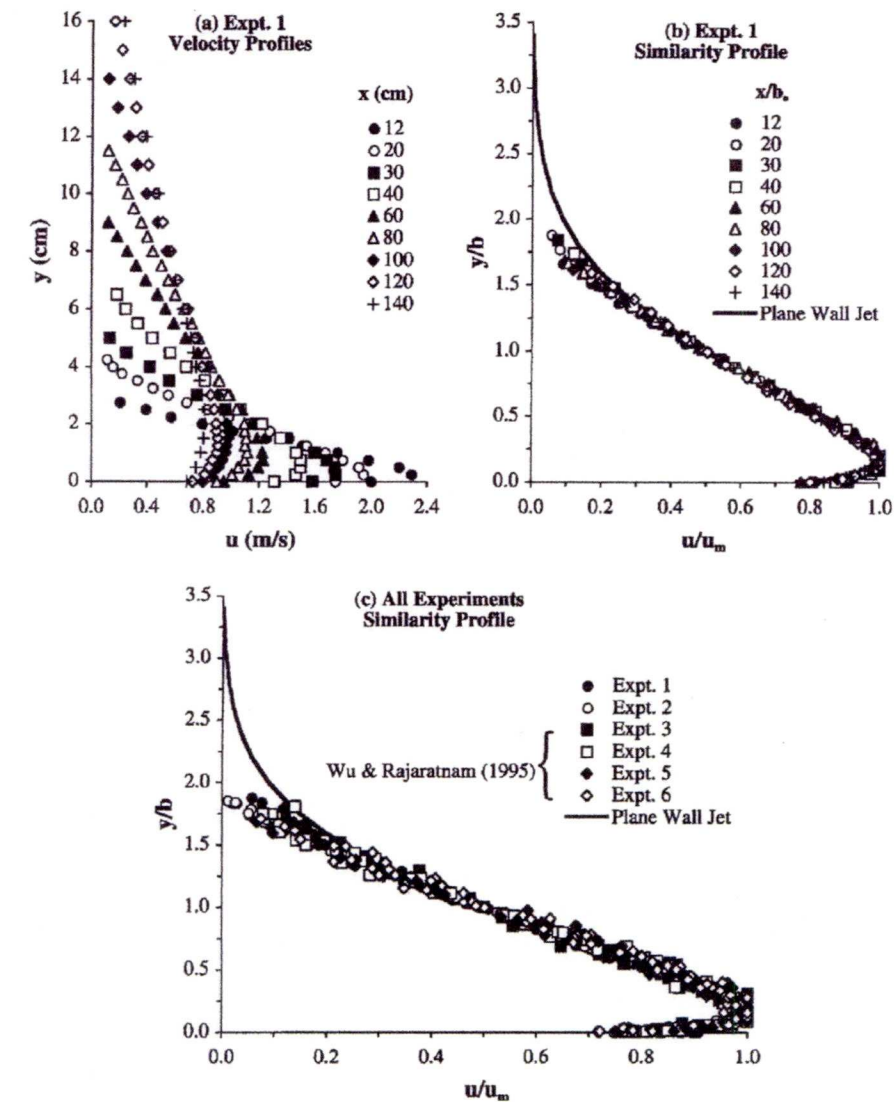 (a) Expt. 1
Velocity Profiles
16
14
12
10
8
6
4
2
0
y (cm)
x (cm)
12
20
30
40
60
80
100
120
140
0.0 0.4 0.8 1.2 1.6 2.0 2.4
u (m/s)
(b) Expt. 1
Similarity Profile
3.5
3.0
2.5
2.0
1.5
1.0
0.5
0.0
y/b
x/bₒ
12
20
30
40
60
80
100
120
140
Plane Wall Jet
0.0 0.2 0.4 0.6 0.8 1.0
u/uₘ
(c) All Experiments
Similarity Profile
3.5
3.0
2.5
2.0
1.5
1.0
0.5
0.0
y/b
Expt. 1
Expt. 2
Expt. 3
Wu & Rajaratnam (1995) {
Expt. 4
Expt. 5
Expt. 6
Plane Wall Jet
0.0 0.2 0.4 0.6 0.8 1.0
u/uₘ